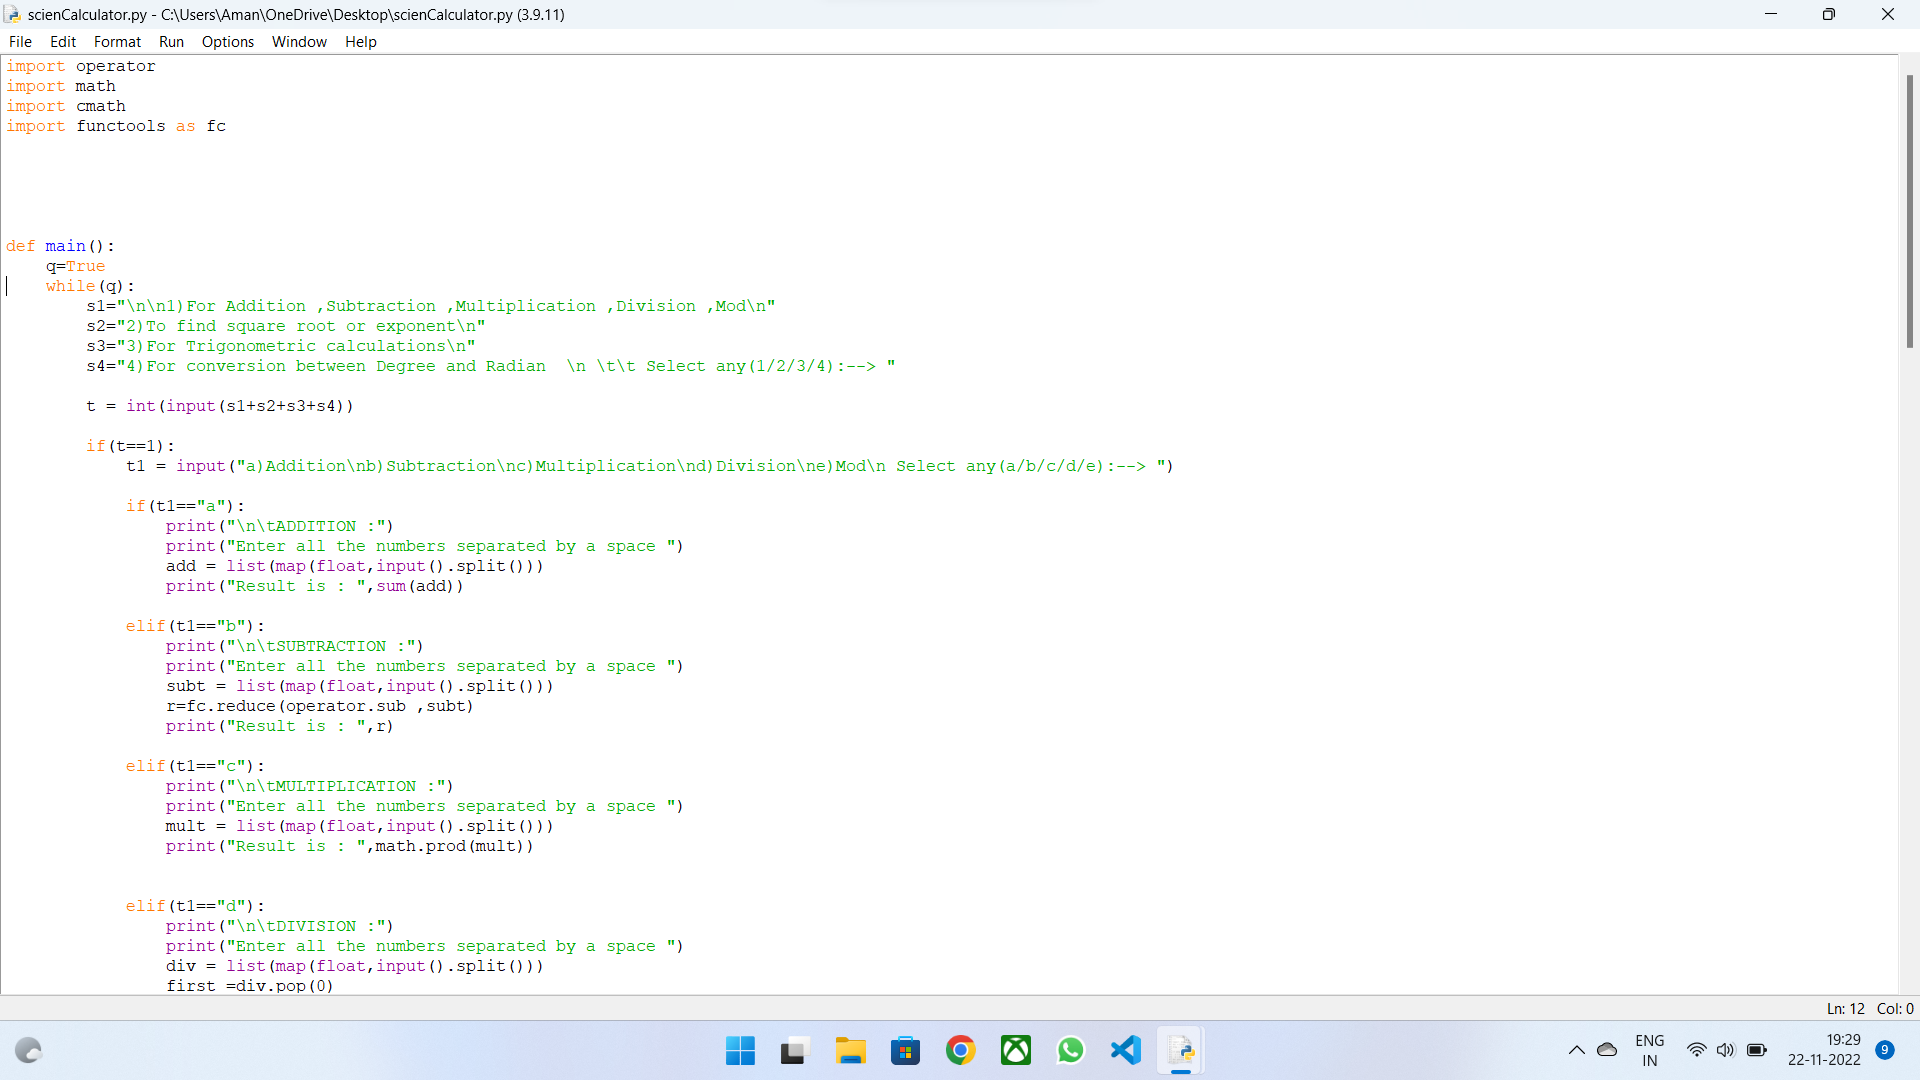 scienCalculator.py - C:\Users\Aman\OneDrive\Desktop\scienCalculator.py (3.9.11)
File Edit Format Run Options Window Help
import operator
import math
import cmath
import functools as fc
def main():
    q=True
    while(q):
        s1="\n\n1)For Addition ,Subtraction ,Multiplication ,Division ,Mod\n"
        s2="2)To find square root or exponent\n"
        s3="3)For Trigonometric calculations\n"
        s4="4)For conversion between Degree and Radian  \n \t\t Select any(1/2/3/4):--> "
        t = int(input(s1+s2+s3+s4))
        if(t==1):
            t1 = input("a)Addition\nb)Subtraction\nc)Multiplication\nd)Division\ne)Mod\n Select any(a/b/c/d/e):--> ")
            if(t1=="a"):
                print("\n\tADDITION :")
                print("Enter all the numbers separated by a space ")
                add = list(map(float,input().split()))
                print("Result is : ",sum(add))
            elif(t1=="b"):
                print("\n\tSUBTRACTION :")
                print("Enter all the numbers separated by a space ")
                subt = list(map(float,input().split()))
                r=fc.reduce(operator.sub ,subt)
                print("Result is : ",r)
            elif(t1=="c"):
                print("\n\tMULTIPLICATION :")
                print("Enter all the numbers separated by a space ")
                mult = list(map(float,input().split()))
                print("Result is : ",math.prod(mult))
            elif(t1=="d"):
                print("\n\tDIVISION :")
                print("Enter all the numbers separated by a space ")
                div = list(map(float,input().split()))
                first =div.pop(0)
Ln: 12 Col: 0
ENG
IN
19:29
22-11-2022
9